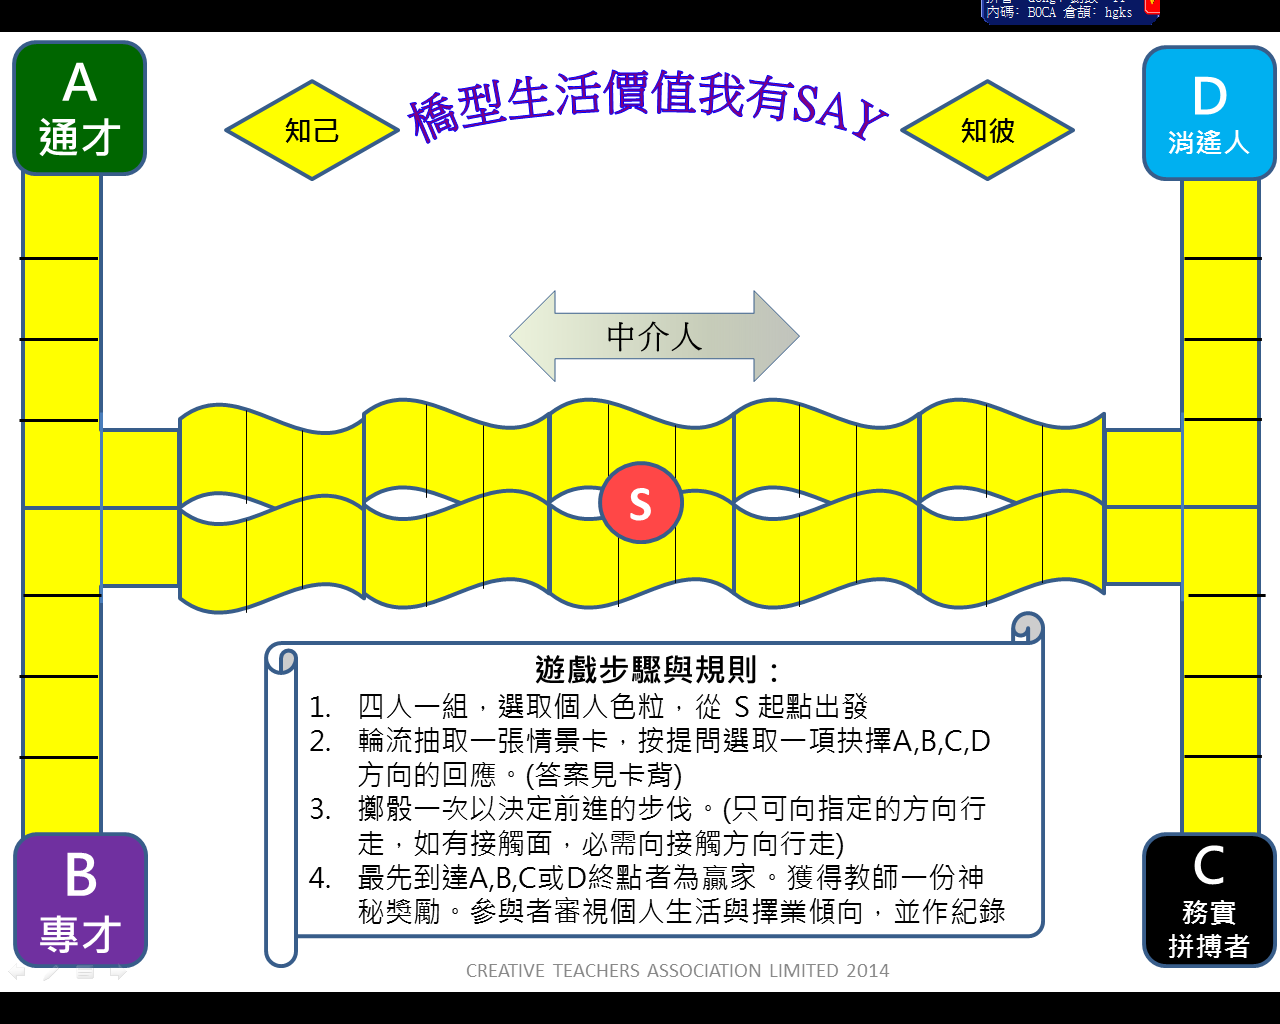 內碼: B0CA 倉頡: hgks
A
通才
知己
橋型生活價值我有SAY
知彼
D
消遙人
中介人
S
遊戲步驟與規則：
1. 四人一組，選取個人色粒，從 S 起點出發
2. 輪流抽取一張情景卡，按提問選取一項抉擇A,B,C,D
方向的回應。(答案見卡背)
3. 擲骰一次以決定前進的步伐。(只可向指定的方向行
走，如有接觸面，必需向接觸方向行走)
4. 最先到達A,B,C或D終點者為贏家。獲得教師一份神
秘獎勵。參與者審視個人生活與擇業傾向，並作紀錄
B
專才
C
務實
拼搏者
CREATIVE TEACHERS ASSOCIATION LIMITED 2014